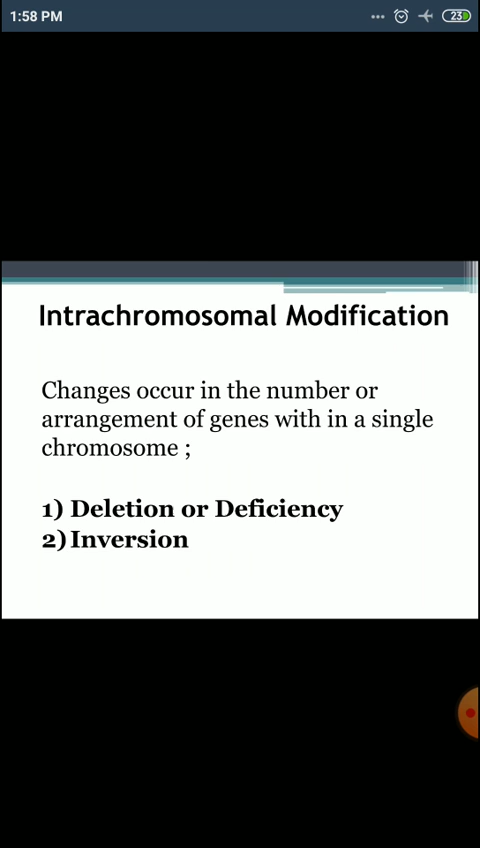 1:58 PM
23
Intrachromosomal Modification
Changes occur in the number or
arrangement of genes with in a single
chromosome ;
1) Deletion or Deficiency
2) Inversion